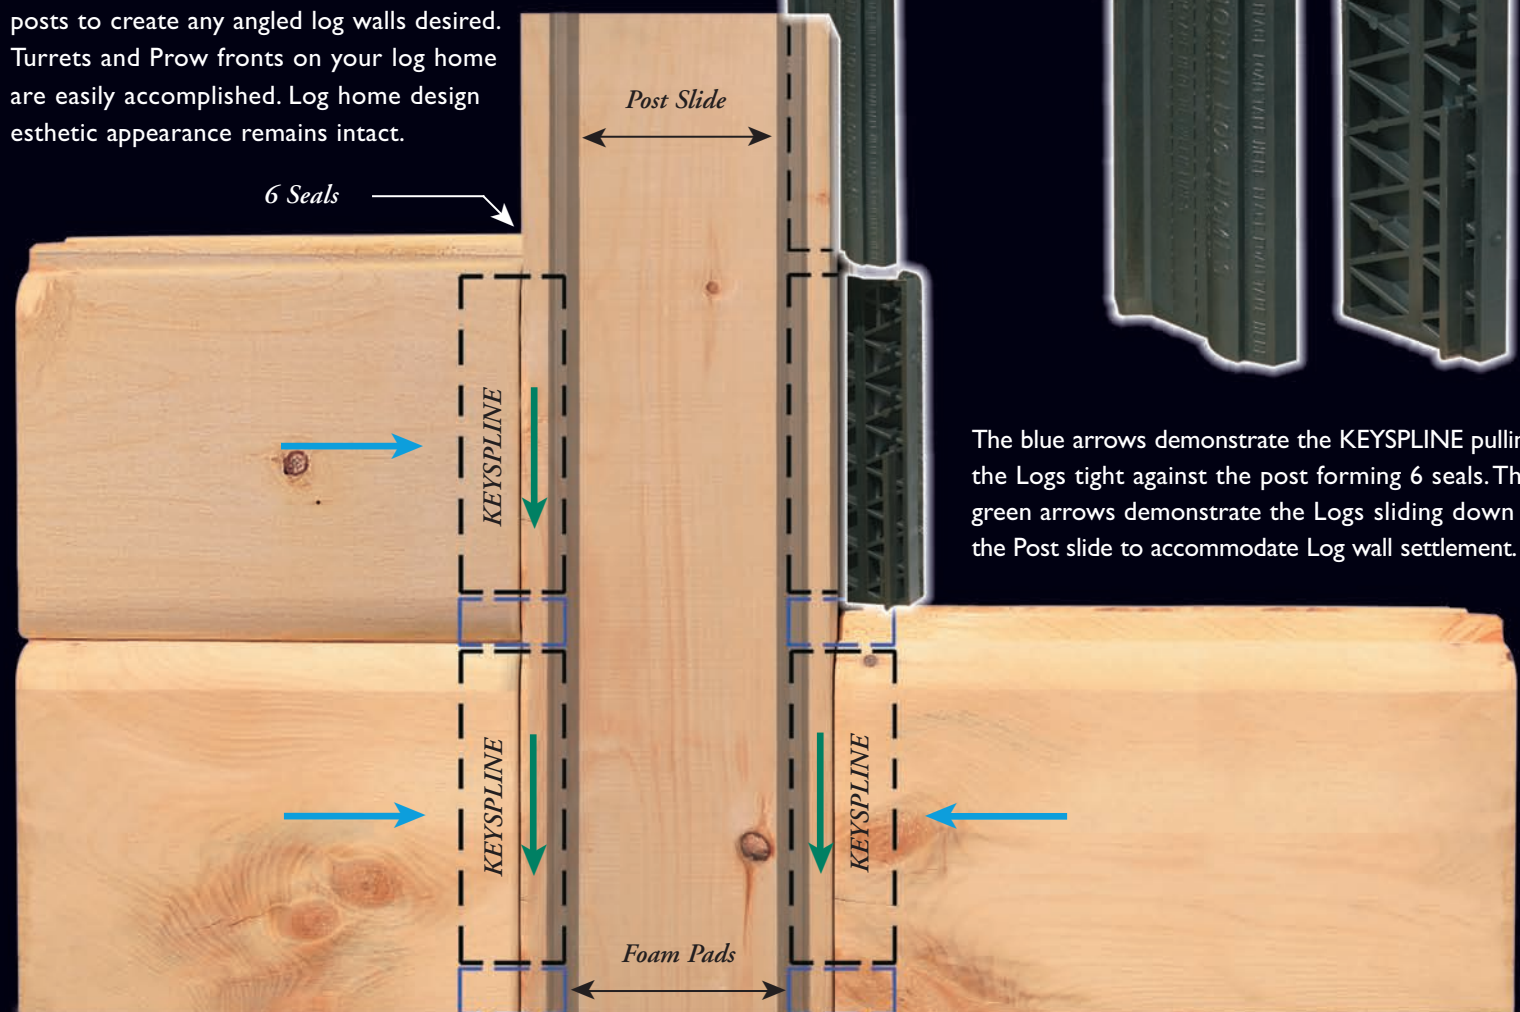 posts to create any angled log walls desired.
Turrets and Prow fronts on your log home
are easily accomplished. Log home design
esthetic appearance remains intact.
Post Slide
6 Seals
KEYSPLINE
The blue arrows demonstrate the KEYSPLINE
the Logs tight against the post forming 6 seals.
green arrows demonstrate the Logs sliding down
the Post slide to accommodate Log wall settlement.
KEYSPLINE
KEYSPLINE
Foam Pads